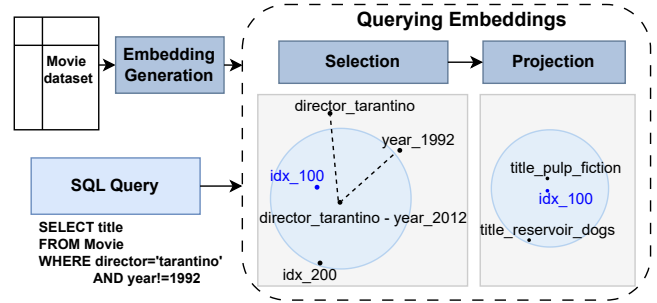 Querying Embeddings
Movie
dataset
Embedding
Generation
Selection
Projection
director_tarantino
year_1992
idx_100
director_tarantino - year_2012
idx_200
title_pulp_fiction
idx_100
title_reservoir_dogs
SQL Query
SELECT title
FROM Movie
WHERE director='tarantino'
AND year!=1992